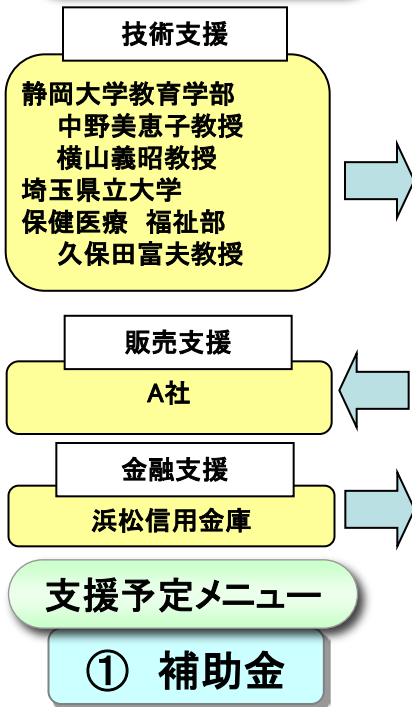 技術支援
静岡大学教育学部
中野美恵子教授
横山義昭教授
埼玉県立大学
保健医療 福祉部
久保田富夫教授
販売支援
A社
金融支援
浜松信用金庫
支援予定メニュー
① 補助金